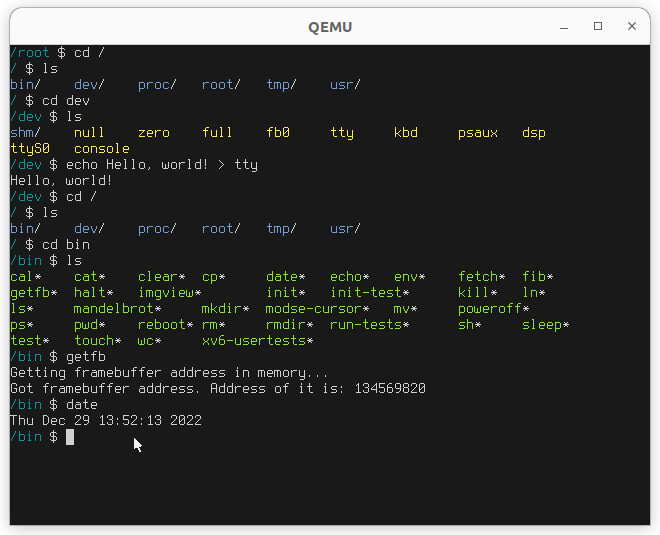 QEMU
/root $ cd /
/ $ ls
bin/ dev/ proc/ root/ tmp/ usr/
/ $ cd dev
/dev $ ls
shm/ null zero full fb0 tty kbd psaux dsp
ttyS0 console
/dev $ echo Hello, world! > tty
Hello, world!
/dev $ cd /
/ $ ls
bin/ dev/ proc/ root/ tmp/ usr/
/ $ cd bin
/bin $ ls
cal* cat* clear* cp* date* echo* env* fetch* fib*
getfb* halt* imgview* init* init-test* kill* ln*
ls* mandelbrot* mkdir* modse-cursor* mv* poweroff*
ps* pwd* reboot* rm* rmdir* run-tests* sh* sleep*
test* touch* wc* xv6-usertests*
/bin $ getfb
Getting framebuffer address in memory...
Got framebuffer address. Address of it is: 134569820
/bin $ date
Thu Dec 29 13:52:13 2022
/bin $